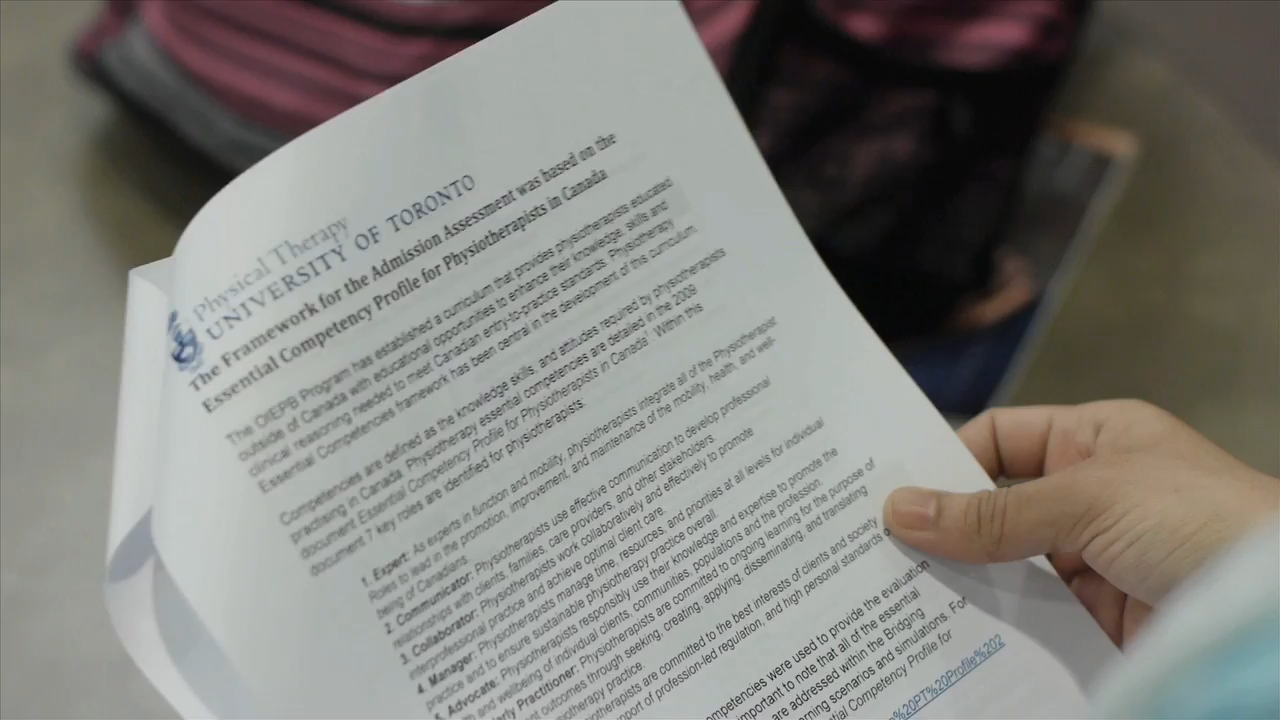 Physical Therapy
UNIVERSITY OF TORONTO
The Framework for the Admission Assessment was based on the
Essential Competency Profile for Physiotherapists in Canada
The OIEPB Program has established a curriculum that provides physiotherapists educated
outside of Canada with educational opportunities to enhance their knowledge, skills and
clinical reasoning needed to meet Canadian entry-to-practice standards. Physiotherapy
Essential Competencies framework has been central in the development of this curriculum
Competencies are defined as the knowledge skills, and attitudes required by physiotherapists
practising in Canada. Physiotherapy essential competencies are detailed in the 2009
document Essential Competency Profile for Physiotherapists in Canada¹. Within this
document 7 key roles are identified for physiotherapists:
1. Expert: As experts in function and mobility, physiotherapists integrate all of the Physiotherapist
Roles to lead in the promotion, improvement, and maintenance of the mobility, health, and well-
being of Canadians.
2. Communicator: Physiotherapists use effective communication to develop professional
relationships with clients, families, care providers, and other stakeholders.
3. Collaborator: Physiotherapists work collaboratively and effectively to promote
interprofessional practice and achieve optimal client care.
4. Manager: Physiotherapists manage time, resources, and priorities at all levels for individual
practice and to ensure sustainable physiotherapy practice overall.
5. Advocate: Physiotherapists responsibly use their knowledge and expertise to promote the
and wellbeing of individual clients, communities, populations and the profession.
Practitioner: Physiotherapists are committed to ongoing learning for the purpose of
outcomes through seeking, creating, applying, disseminating, and translating
practice.
are committed to the best interests of clients and society
support of profession-led regulation, and high personal standards
competencies were used to provide the evaluation
important to note that all of the essential
are addressed within the Bridging
learning scenarios and simulations. For
Competency Profile for
%20PT%20Profile%202